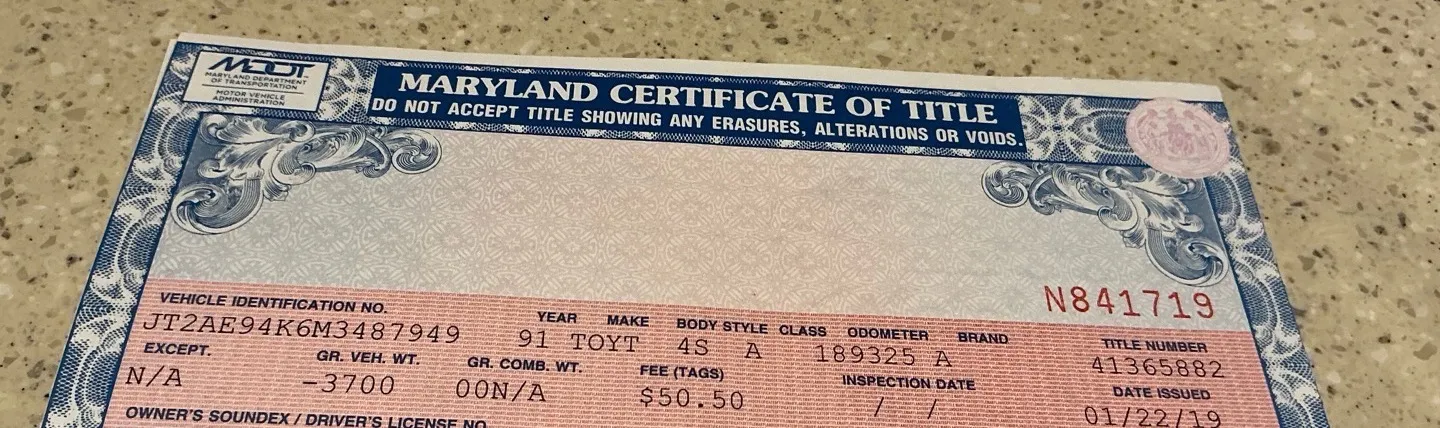 MDOT
MARYLAND DEPARTMENT
OF TRANSPORTATION
MOTOR VEHICLE
ADMINISTRATION
MARYLAND CERTIFICATE OF TITLE
DO NOT ACCEPT TITLE SHOWING ANY ERASURES, ALTERATIONS OR VOIDS.
N841719
VEHICLE IDENTIFICATION NO. YEAR MAKE BODY STYLE CLASS ODOMETER BRAND TITLE NUMBER
JT2AE94K6M3487949 91 TOYT 4S A 189325 A 41365882
EXCEPT. GR. VEH. WT. GR. COMB. WT. FEE (TAGS) INSPECTION DATE DATE ISSUED
N/A -3700 00N/A $50.50 / / 01/22/19
OWNER'S SOUNDEX / DRIVER'S LICENSE NO.